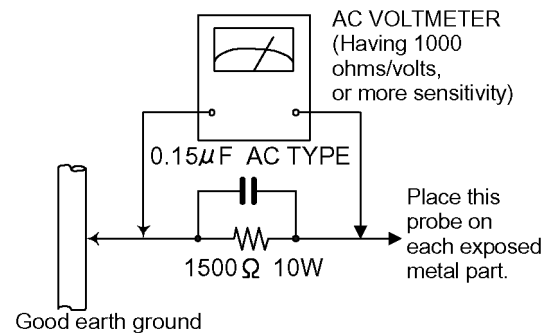 AC VOLTMETER
(Having 1000
ohms/volts,
or more sensitivity)
0.15μF AC TYPE
Place this
probe on
each exposed
metal part.
1500Ω 10W
Good earth ground